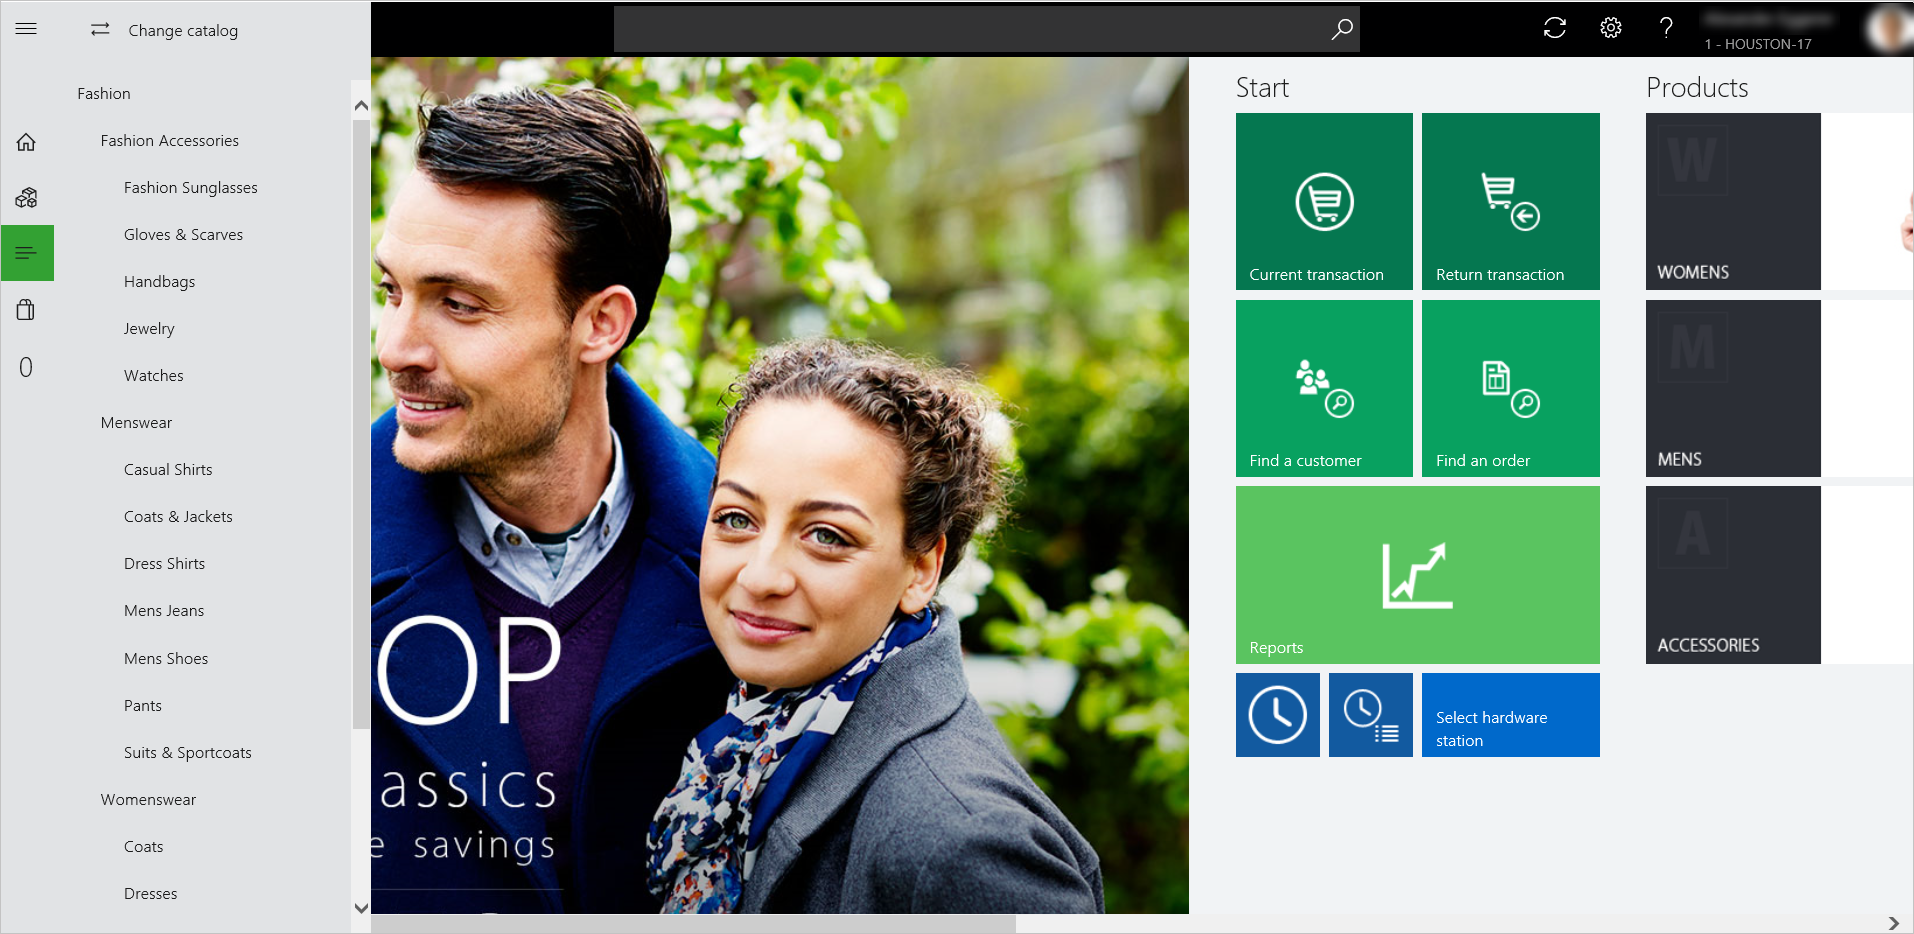 Change catalog
1 - HOUSTON-17
Fashion
Fashion Accessories
Fashion Sunglasses
Gloves & Scarves
Handbags
Jewelry
Watches
Menswear
Casual Shirts
Coats & Jackets
Dress Shirts
Mens Jeans
Mens Shoes
Pants
Suits & Sportcoats
Womenswear
Coats
Dresses
0
OP
assics
e savings
Start
Current transaction
Return transaction
Find a customer
Find an order
Reports
Select hardware
station
Products
W
WOMENS
M
MENS
A
ACCESSORIES